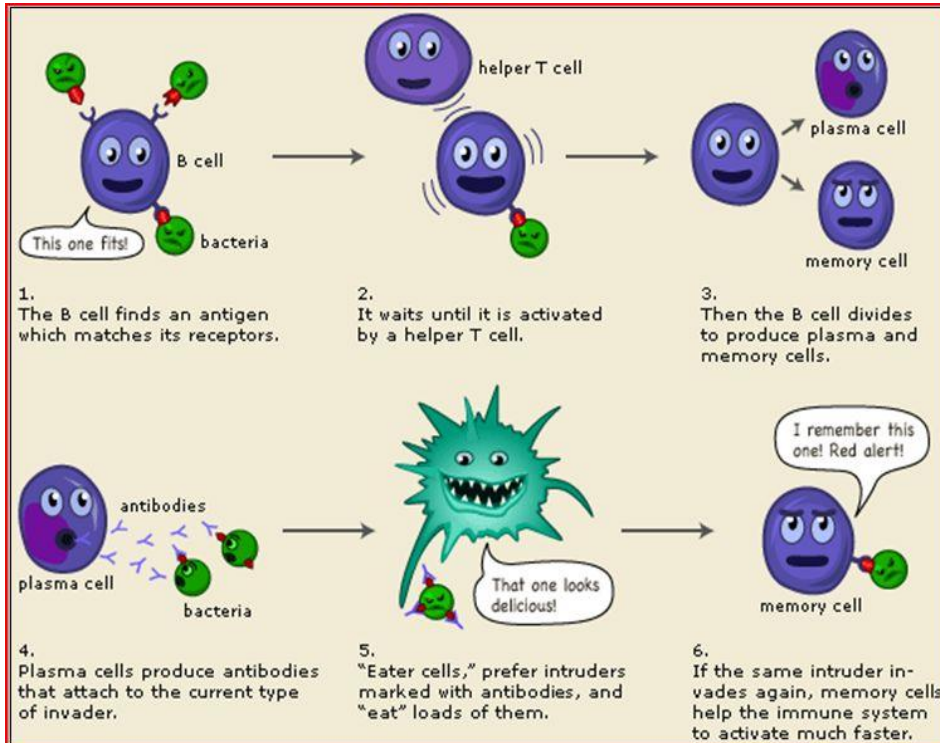 helper T cell
B cell
This one fits!
bacteria
plasma cell
memory cell
1.
The B cell finds an antigen
which matches its receptors.
2.
It waits until it is activated
by a helper T cell.
3.
Then the B cell divides
to produce plasma and
memory cells.
antibodies
plasma cell
bacteria
That one looks
delicious!
I remember this
one! Red alert!
memory cell
4.
Plasma cells produce antibodies
that attach to the current type
of invader.
5.
“Eater cells,” prefer intruders
marked with antibodies, and
“eat” loads of them.
6.
If the same intruder in-
vades again, memory cells
help the immune system
to activate much faster.